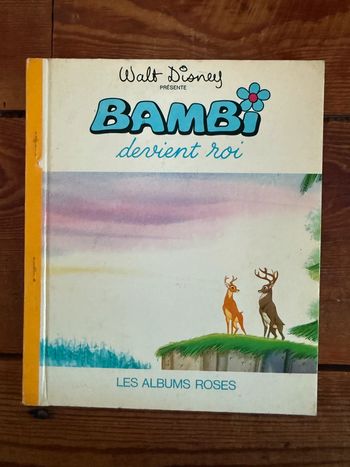 Walt Disney
PRÉSENTE
BAMBi
devient roi
LES ALBUMS ROSES